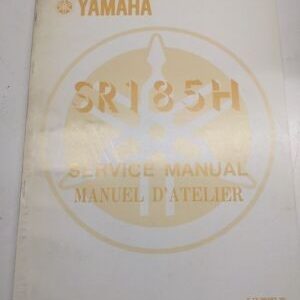 YAMAHA
SR185H
SERVICE MANUAL
MANUEL D'ATELIER